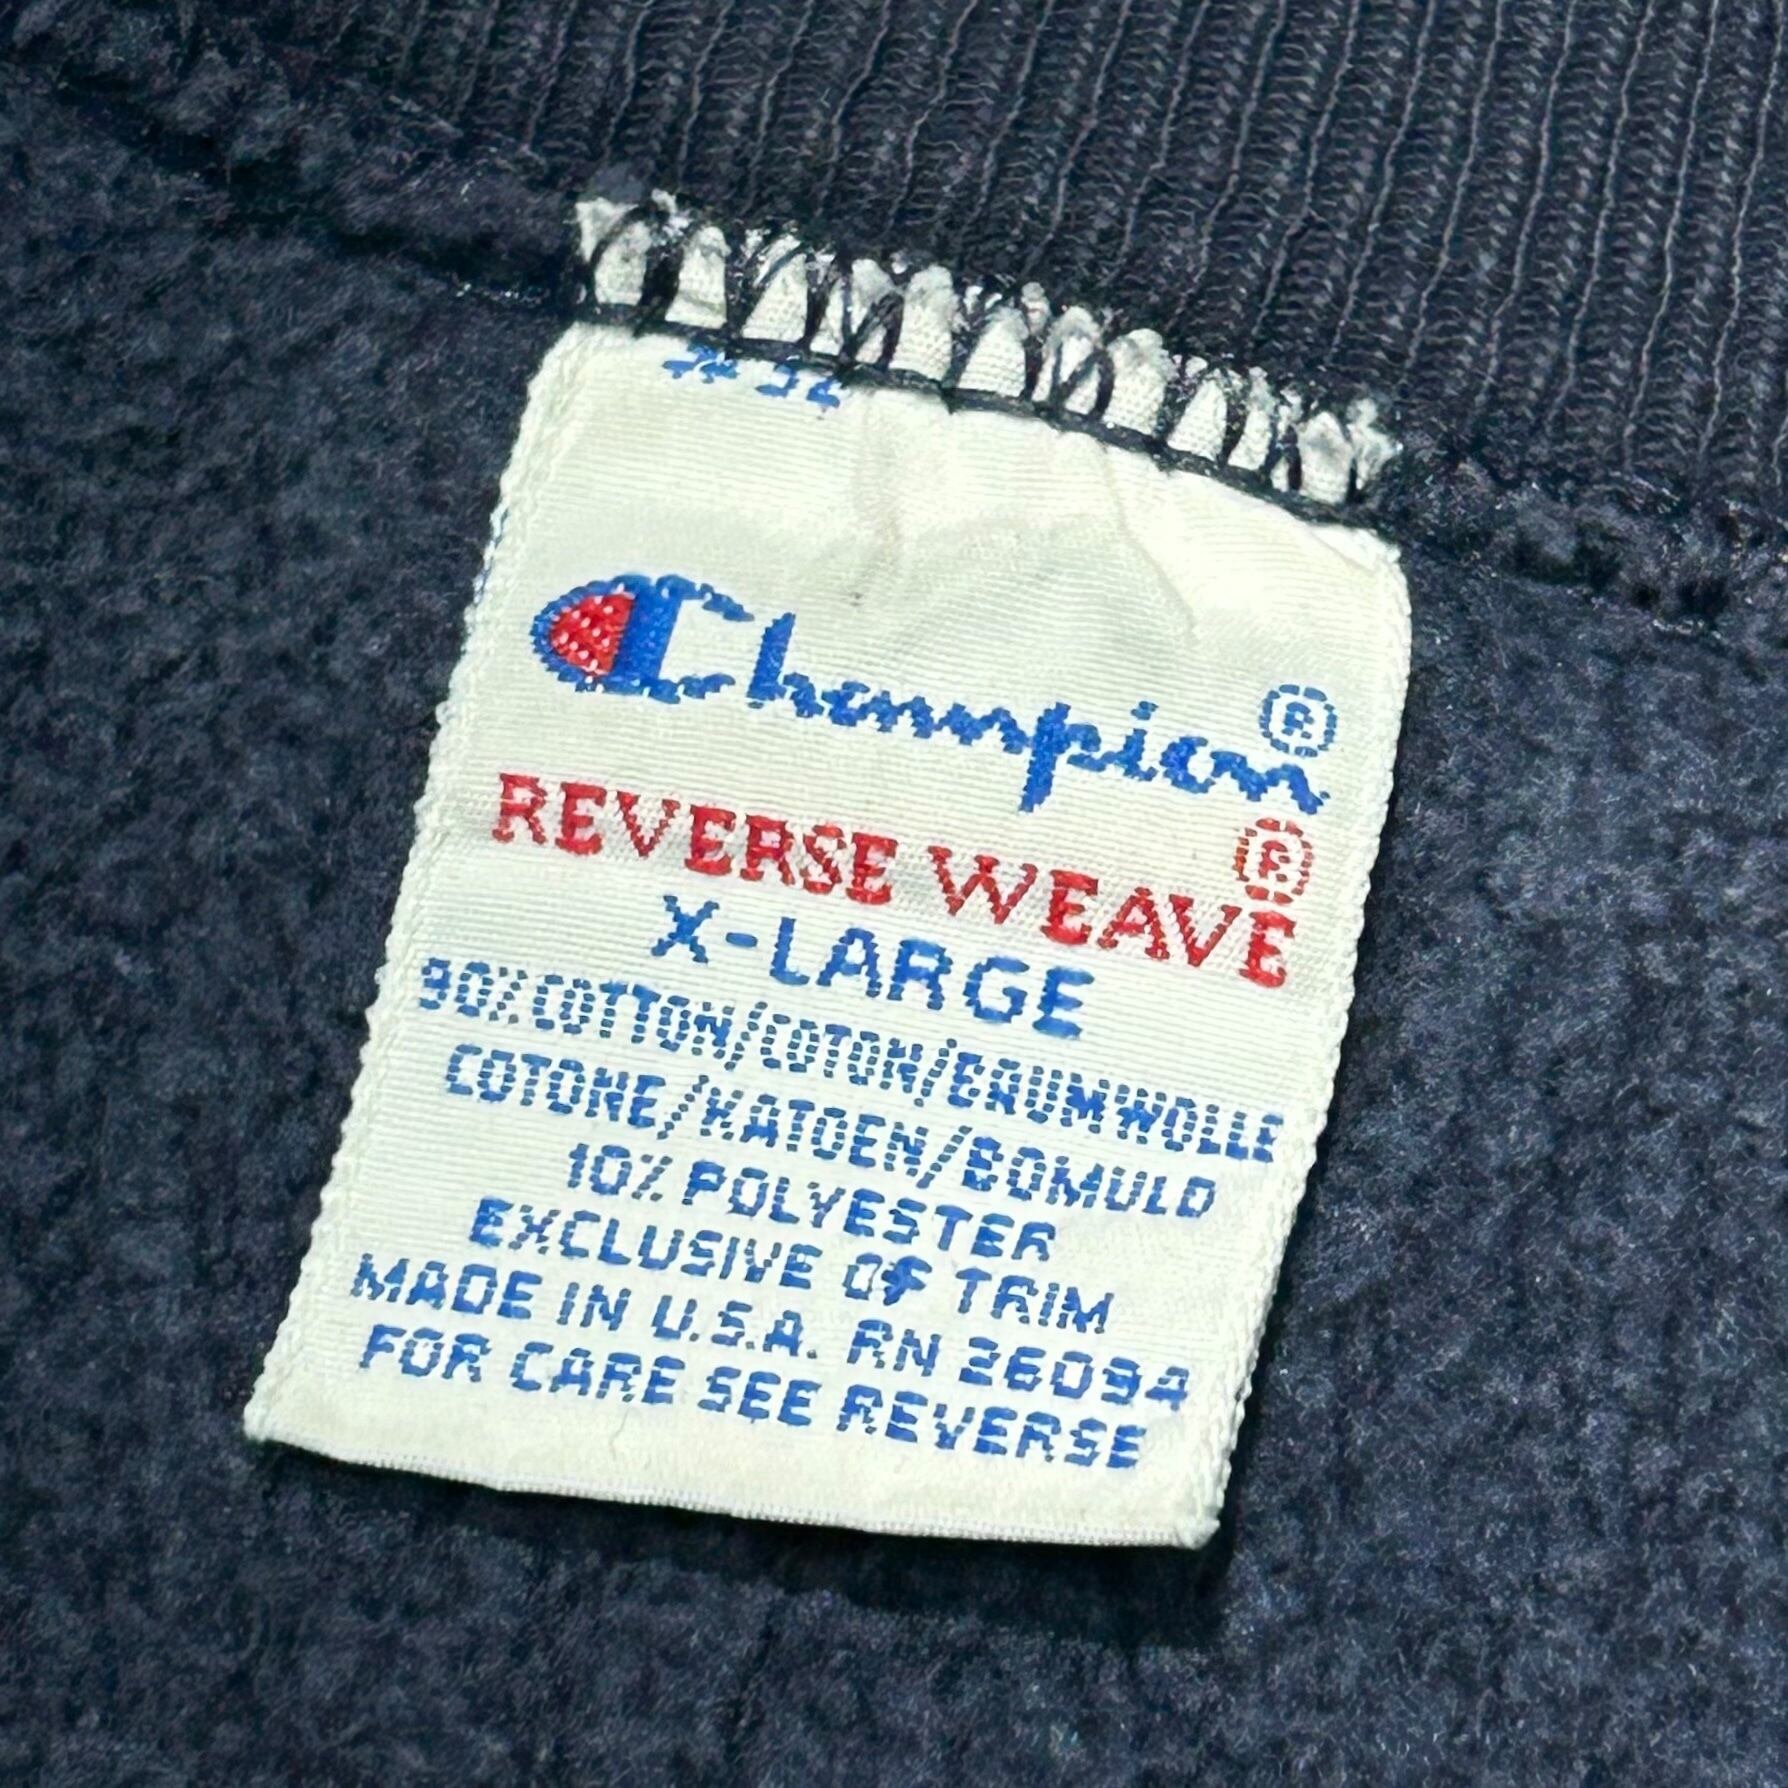 Champion®
REVERSE WEAVE®
X-LARGE
90% COTTON/COTON/BAUMWOLLE
COTONE/KATOEN/BOMULD
10% POLYESTER
EXCLUSIVE OF TRIM
MADE IN U.S.A. RN 26094
FOR CARE SEE REVERSE